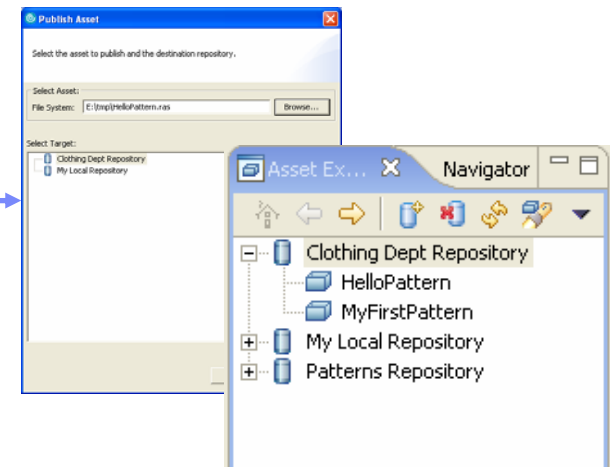 Publish Asset
Select the asset to publish and the destination repository.
Select Asset:
File System: E:\tmp\HelloPattern.ras Browse...
Select Target:
Clothing Dept Repository
My Local Repository
Asset Ex... Navigator
Clothing Dept Repository
HelloPattern
MyFirstPattern
My Local Repository
Patterns Repository